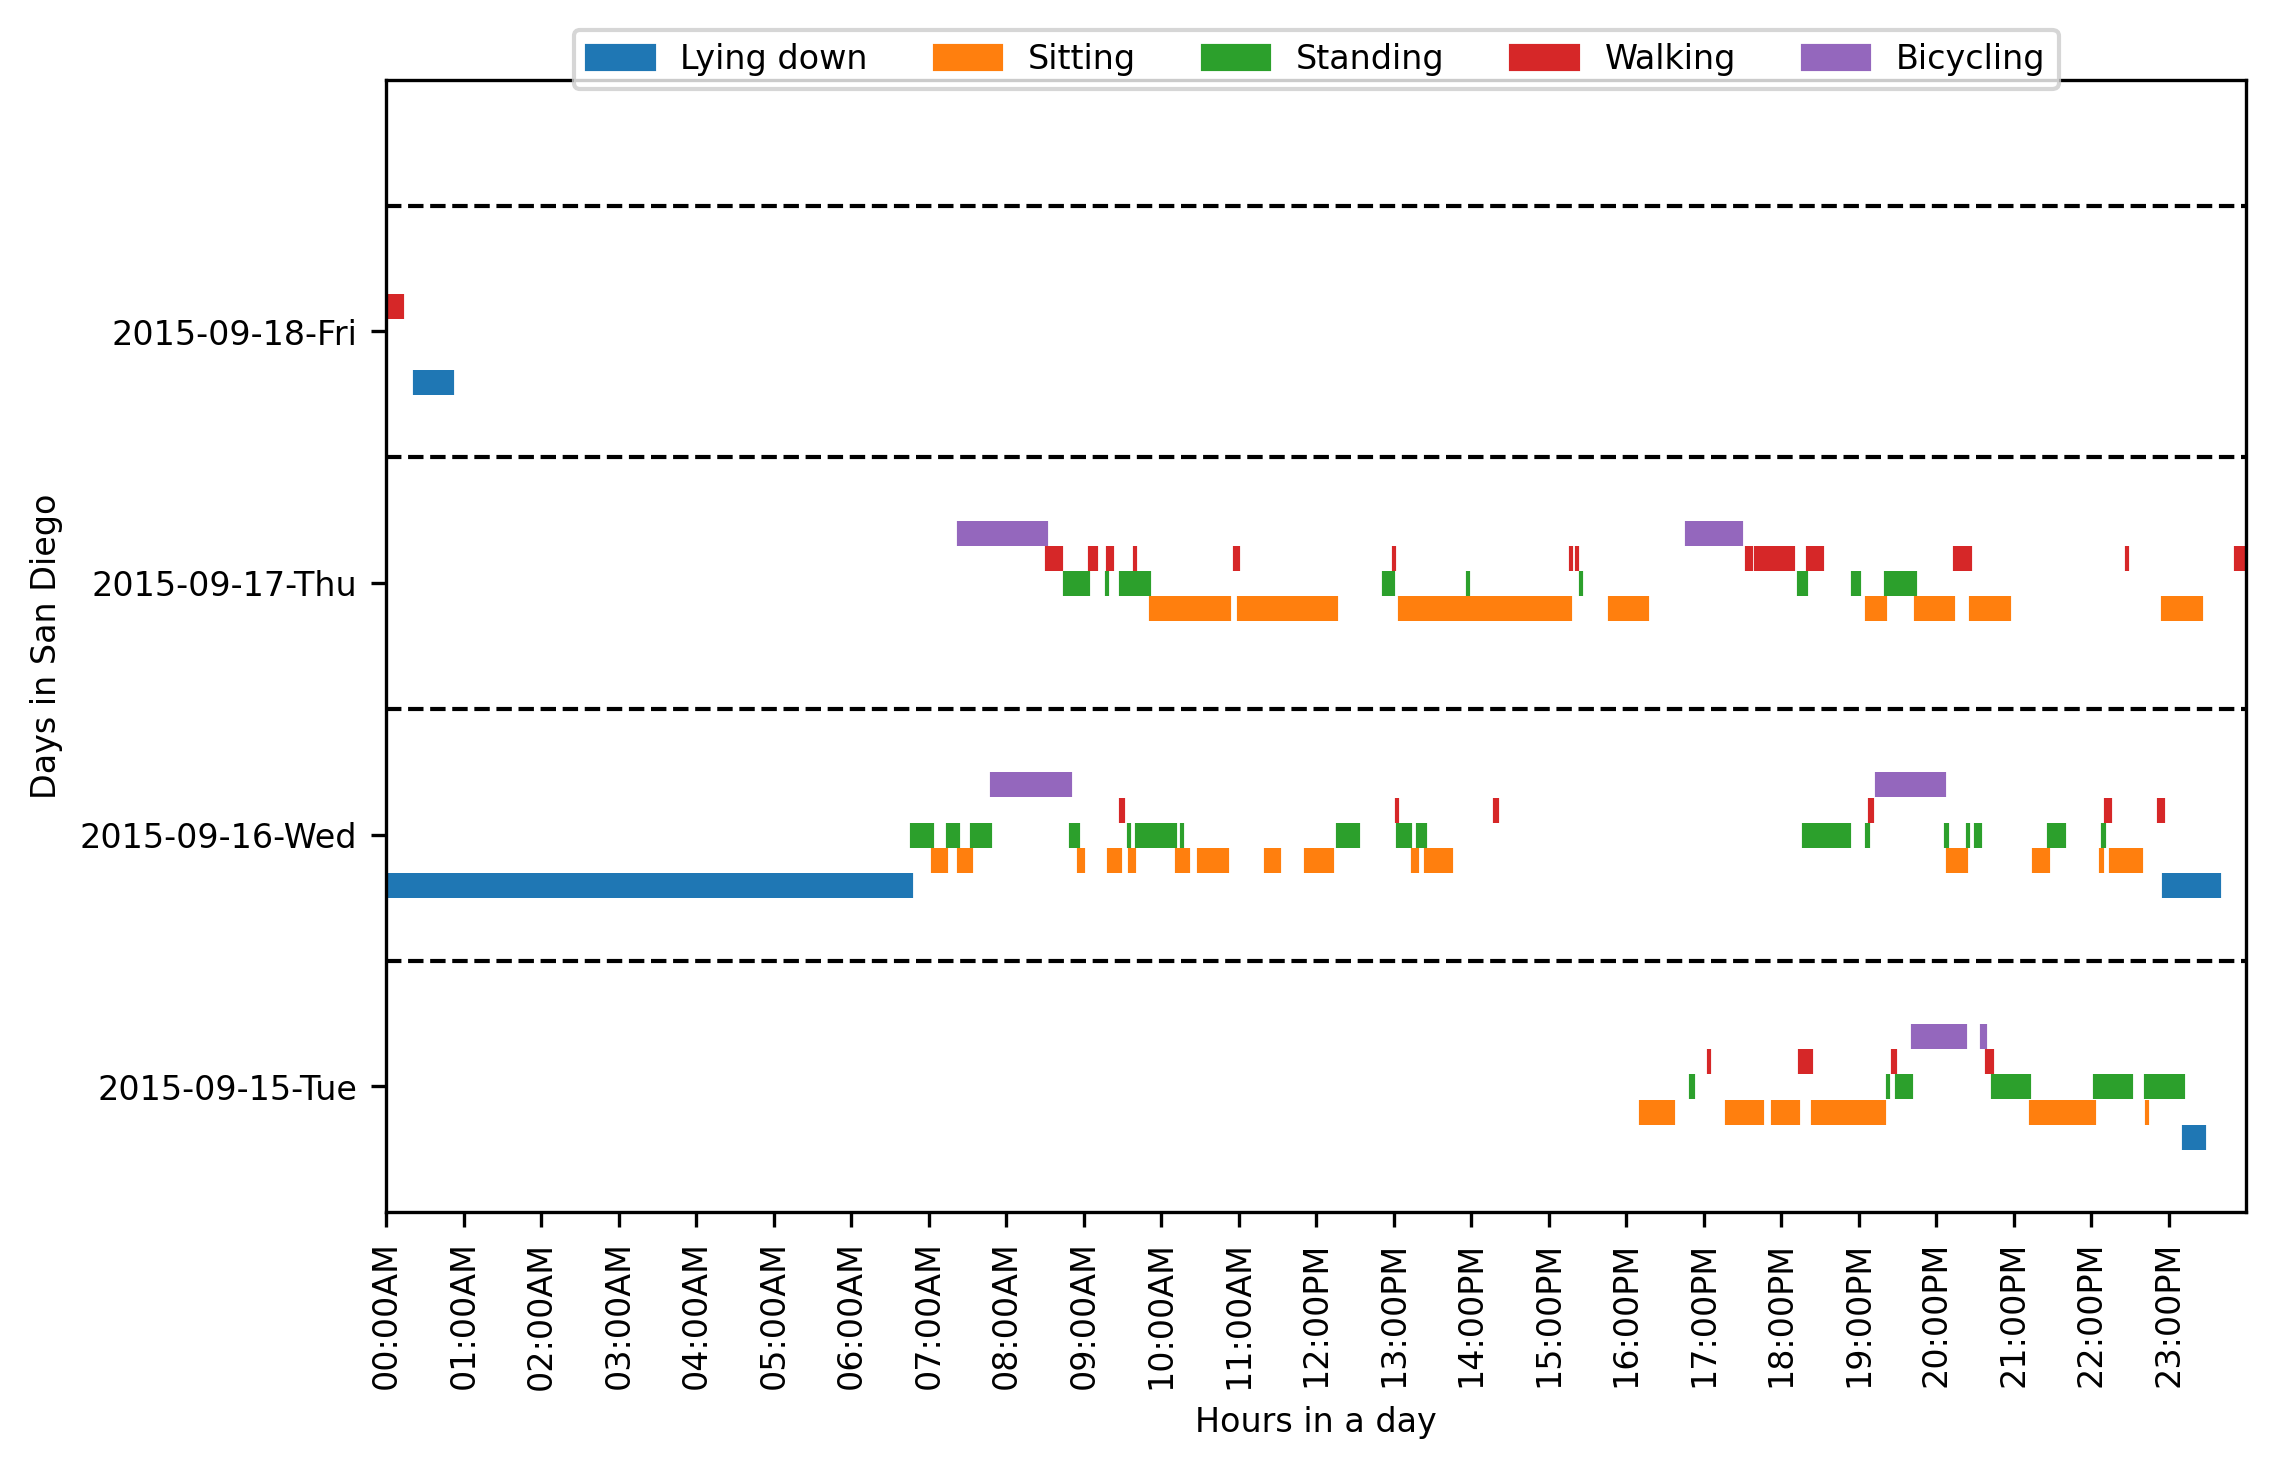 Lying down Sitting Standing Walking Bicycling
Days in San Diego
2015-09-18-Fri
2015-09-17-Thu
2015-09-16-Wed
2015-09-15-Tue
00:00AM
01:00AM
02:00AM
03:00AM
04:00AM
05:00AM
06:00AM
07:00AM
08:00AM
09:00AM
10:00AM
11:00AM
12:00PM
13:00PM
14:00PM
15:00PM
16:00PM
17:00PM
18:00PM
19:00PM
20:00PM
21:00PM
22:00PM
23:00PM
Hours in a day